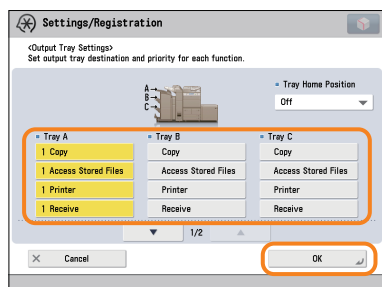 Settings/Registration
<Output Tray Settings>
Set output tray destination and priority for each function.
A→
B→
C→
Tray Home Position
Off
Tray A
Tray B
Tray C
1 Copy
Copy
Copy
1 Access Stored Files
Access Stored Files
Access Stored Files
1 Printer
Printer
Printer
1 Receive
Receive
Receive
▼ 1/2 ▲
× Cancel
OK